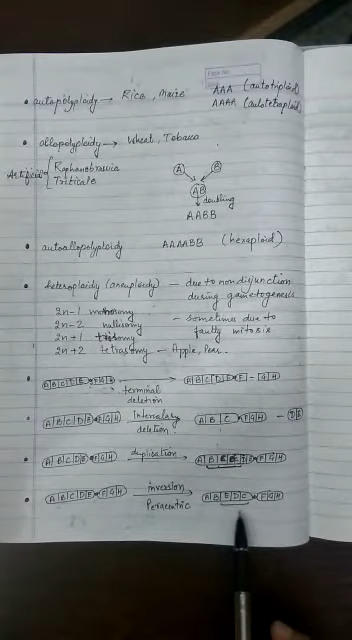 Page No.
• autopolyploidy → Rice, Maize AAA (autotriploid)
AAAA (autotetraploid)
• allopolyploidy → Wheat, Tobacco
Artificial { Raphanobrassica
Triticale
A B
AB
doubling
AABB
• autoallopolyploidy AAAABB (hexaploid)
• heteroploidy (aneuploidy) — due to nondisjunction
during gametogenesis
2n-1 monosomy
2n-2 nullisomy — sometimes due to
faulty mitosis
2n+1 trisomy
2n+2 tetrasomy — Apple, Pear.
• A B C D E F G H → A B C D E F - G H
terminal
deletion
• A B C D E F G H Intercalary → A B C F G H - D E
deletion
• A B C D E F G H duplication → A B F G H
• A B C D E F G H inversion → A B E D C F G H
Paracentric